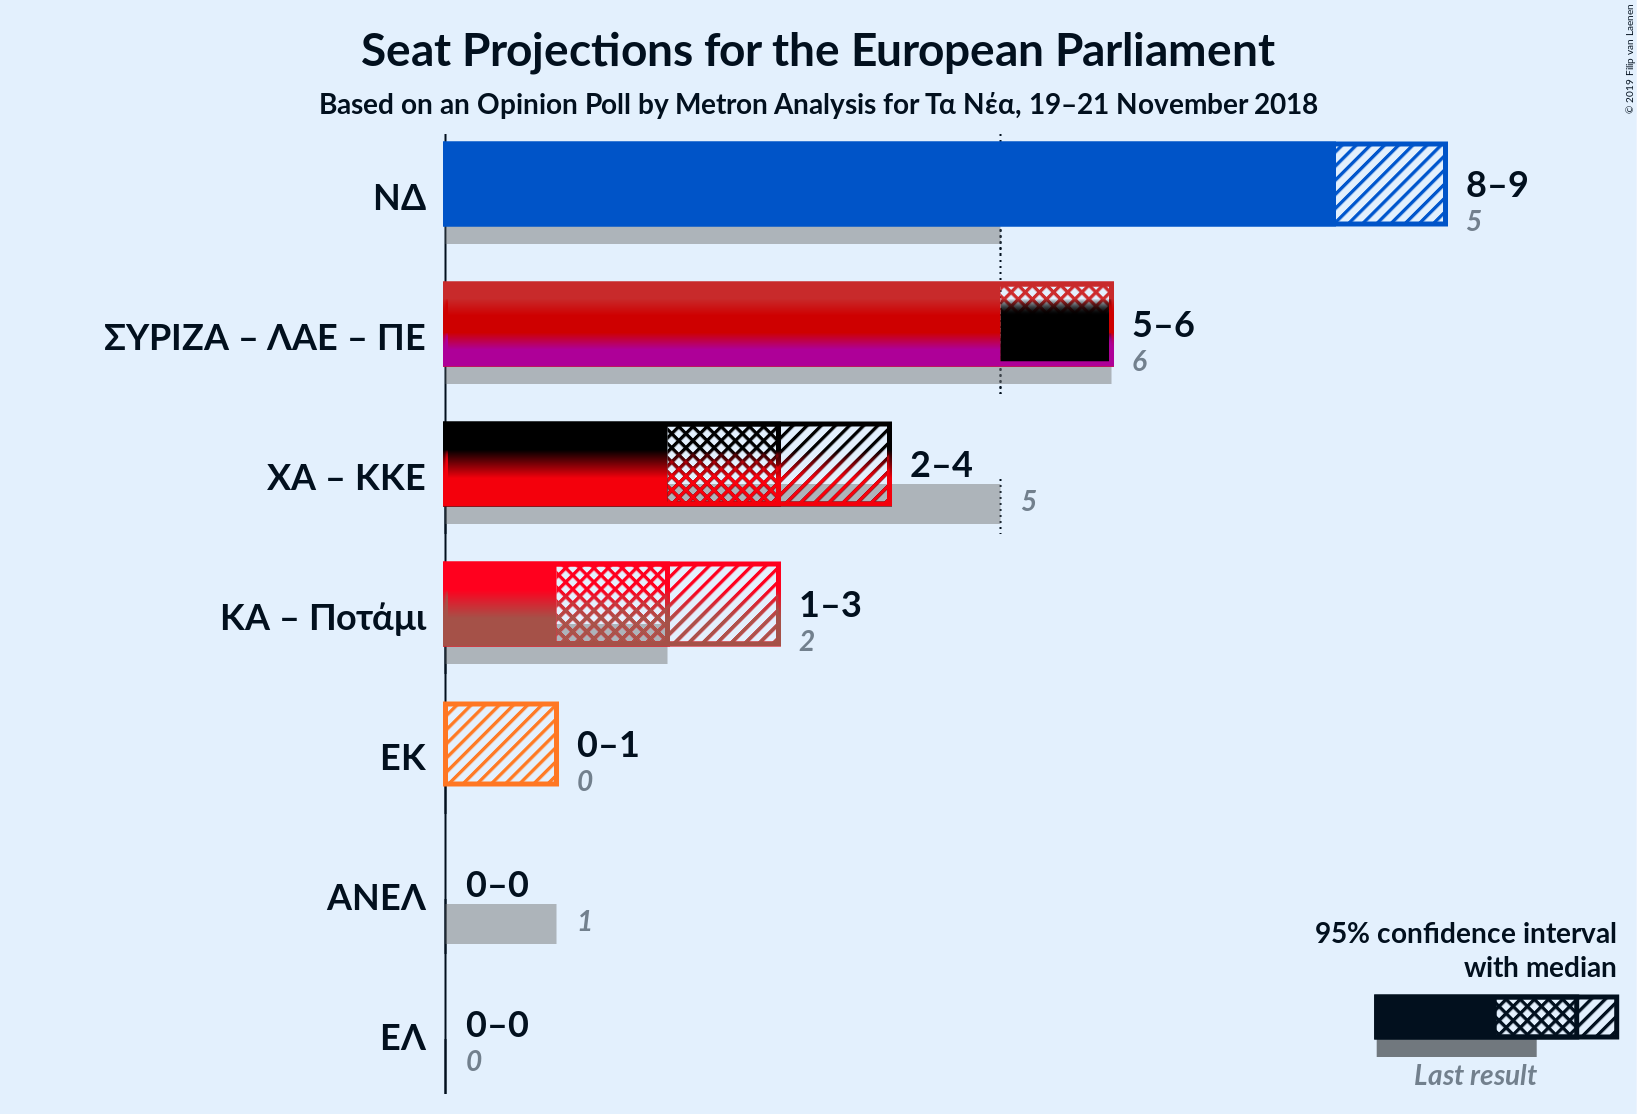 Seat Projections for the European Parliament
Based on an Opinion Poll by Metron Analysis for Τα Νέα, 19–21 November 2018
© 2019 Filip van Laenen
ΝΔ
8–9
5
ΣΥΡΙΖΑ – ΛΑΕ – ΠΕ
5–6
6
ΧΑ – ΚΚΕ
2–4
5
ΚΑ – Ποτάμι
1–3
2
ΕΚ
0–1
0
ΑΝΕΛ
0–0
1
ΕΛ
0–0
0
95% confidence interval
with median
Last result